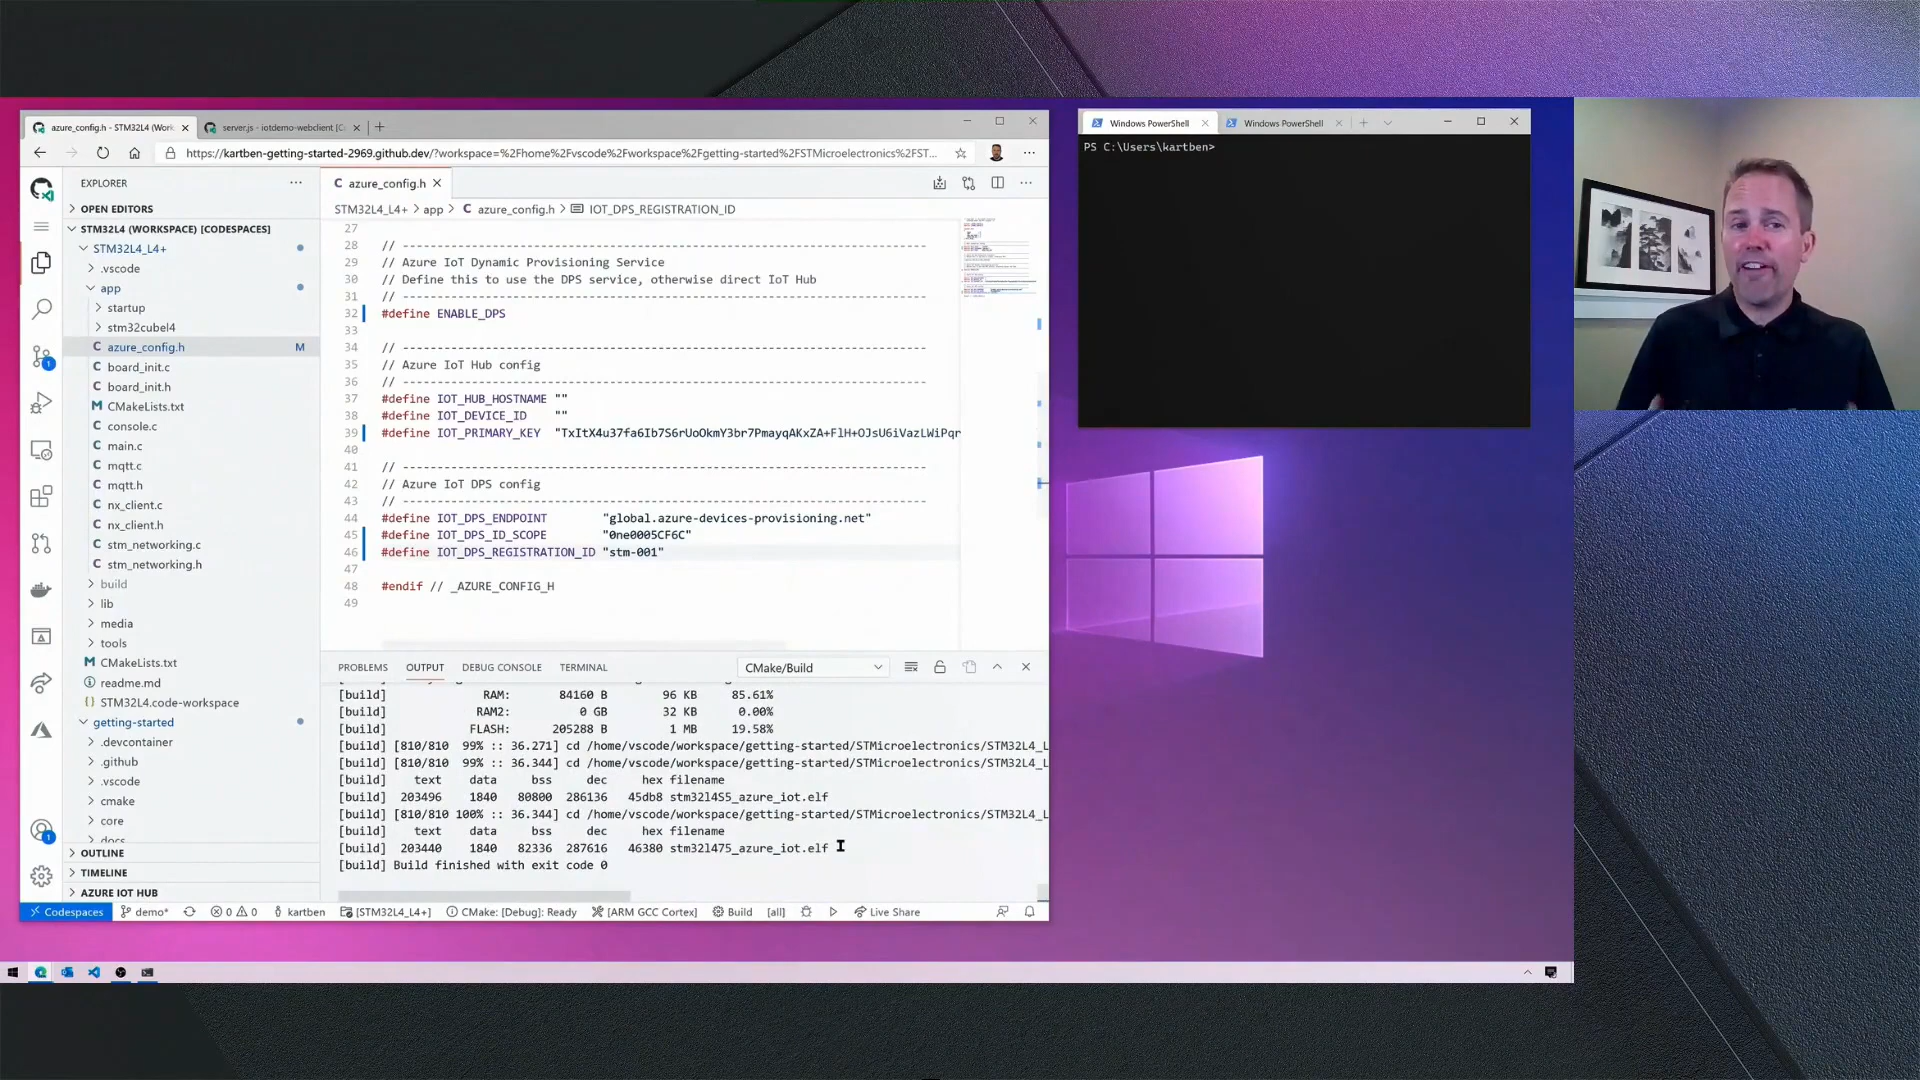 azure_config.h - STM32L4 (Work
server.js - iotdemo-webclient [C
https://kartben-getting-started-2969.github.dev/?workspace=%2Fhome%2Fvscode%2Fworkspace%2Fgetting-started%2FSTMicroelectronics%2FST...
EXPLORER
OPEN EDITORS
STM32L4 (WORKSPACE) [CODESPACES]
STM32L4_L4+
.vscode
app
startup
stm32cubel4
C azure_config.h M
C board_init.c
C board_init.h
M CMakeLists.txt
C console.c
C main.c
C mqtt.c
C mqtt.h
C nx_client.c
C nx_client.h
C stm_networking.c
C stm_networking.h
build
lib
media
tools
M CMakeLists.txt
readme.md
{} STM32L4.code-workspace
getting-started
.devcontainer
.github
.vscode
cmake
core
docs
OUTLINE
TIMELINE
AZURE IOT HUB
1
1
C azure_config.h
STM32L4_L4+ > app > C azure_config.h > IOT_DPS_REGISTRATION_ID
27
28 // ----------------------------------------------------------------------------
29 // Azure IoT Dynamic Provisioning Service
30 // Define this to use the DPS service, otherwise direct IoT Hub
31 // ----------------------------------------------------------------------------
32 #define ENABLE_DPS
33
34 // ----------------------------------------------------------------------------
35 // Azure IoT Hub config
36 // ----------------------------------------------------------------------------
37 #define IOT_HUB_HOSTNAME ""
38 #define IOT_DEVICE_ID ""
39 #define IOT_PRIMARY_KEY "TxItX4u37fa6Ib7S6rUoOkmY3br7PmayqAKxZA+FlH+OJsU6iVazLWiPqr
40
41 // ----------------------------------------------------------------------------
42 // Azure IoT DPS config
43 // ----------------------------------------------------------------------------
44 #define IOT_DPS_ENDPOINT "global.azure-devices-provisioning.net"
45 #define IOT_DPS_ID_SCOPE "0ne0005CF6C"
46 #define IOT_DPS_REGISTRATION_ID "stm-001"
47
48 #endif // _AZURE_CONFIG_H
49
PROBLEMS OUTPUT DEBUG CONSOLE TERMINAL CMake/Build
[build] RAM: 84160 B 96 KB 85.61%
[build] RAM2: 0 GB 32 KB 0.00%
[build] FLASH: 205288 B 1 MB 19.58%
[build] [810/810 99% :: 36.271] cd /home/vscode/workspace/getting-started/STMicroelectronics/STM32L4_L
[build] [810/810 99% :: 36.344] cd /home/vscode/workspace/getting-started/STMicroelectronics/STM32L4_L
[build] text data bss dec hex filename
[build] 203496 1840 80800 286136 45db8 stm32l4S5_azure_iot.elf
[build] [810/810 100% :: 36.344] cd /home/vscode/workspace/getting-started/STMicroelectronics/STM32L4_L
[build] text data bss dec hex filename
[build] 203440 1840 82336 287616 46380 stm32l475_azure_iot.elf
[build] Build finished with exit code 0
Codespaces demo* 0 0 kartben [STM32L4_L4+] CMake: [Debug]: Ready [ARM GCC Cortex] Build [all] Live Share
Windows PowerShell
Windows PowerShell
PS C:\Users\kartben>